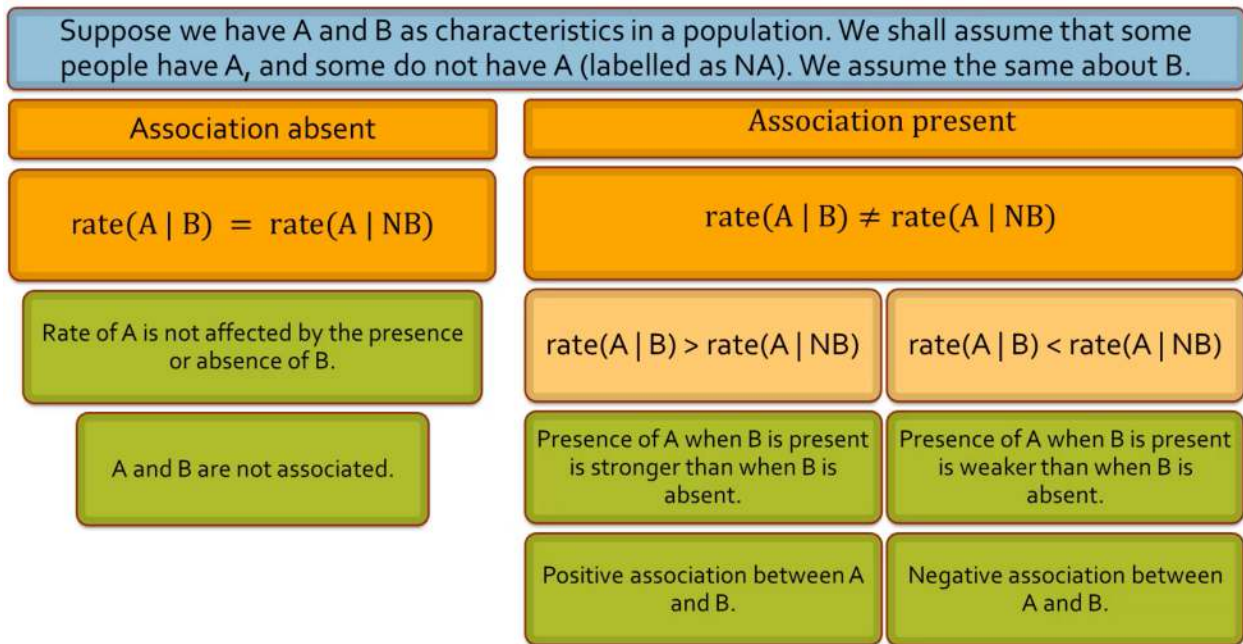 Suppose we have A and B as characteristics in a population. We shall assume that some
people have A, and some do not have A (labelled as NA). We assume the same about B.
Association absent
Association present
rate(A | B) = rate(A | NB)
rate(A | B) ≠ rate(A | NB)
Rate of A is not affected by the presence
or absence of B.
rate(A | B) > rate(A | NB)
rate(A | B) < rate(A | NB)
A and B are not associated.
Presence of A when B is present
is stronger than when B is
absent.
Presence of A when B is present
is weaker than when B is
absent.
Positive association between A
and B.
Negative association between
A and B.